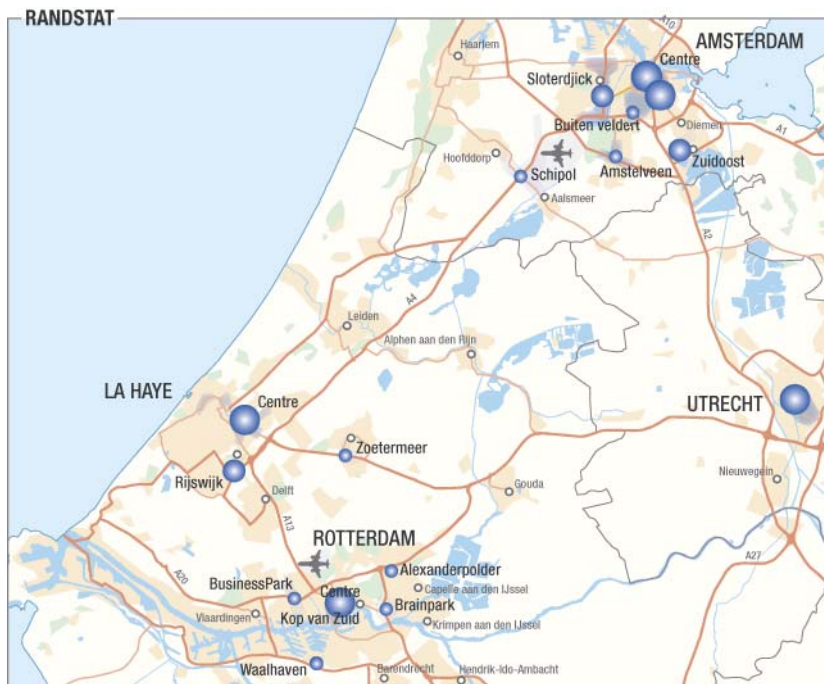 RANDSTAT
A10
AMSTERDAM
Haarlem
Centre
Sloterdjick
Buiten veldert
Diemen
A1
Hoofddorp
Zuidoost
Amstelveen
Schipol
Aalsmeer
A2
A4
Leiden
Alphen aan den Rijn
LA HAYE
Centre
UTRECHT
Zoetermeer
Rijswijk
Nieuwegein
Gouda
Delft
A13
ROTTERDAM
A27
A20
BusinessPark
Alexanderpolder
Capelle aan den IJssel
Centre
Vlaardingen
Kop van Zuid
Brainpark
Krimpen aan den IJssel
Waalhaven
Barendrecht
Hendrik-Ido-Ambacht